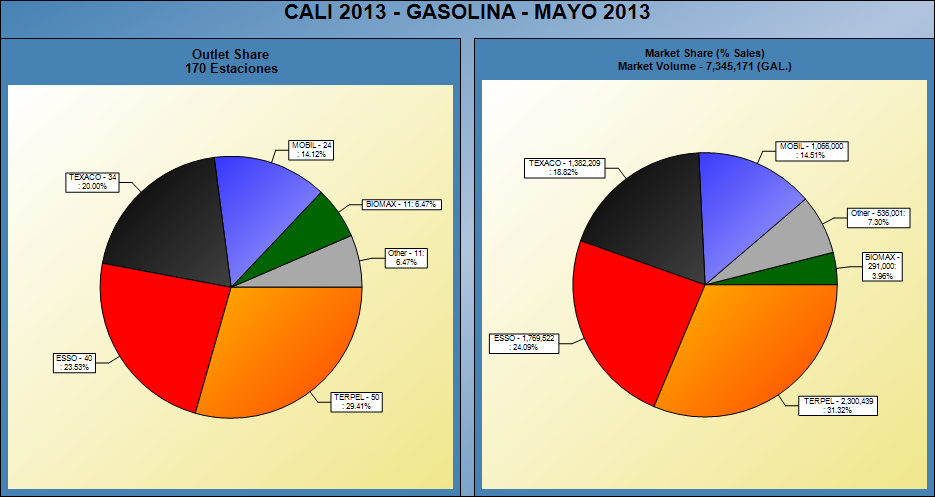 CALI 2013 - GASOLINA - MAYO 2013
Outlet Share
170 Estaciones
MOBIL - 24
: 14.12%
TEXACO - 34
: 20.00%
BIOMAX - 11: 6.47%
Other - 11:
6.47%
ESSO - 40
: 23.53%
TERPEL - 50
: 29.41%
Market Share (% Sales)
Market Volume - 7,345,171 (GAL.)
MOBIL - 1,066,000
: 14.51%
TEXACO - 1,382,209
: 18.82%
Other - 536,001:
7.30%
BIOMAX -
291,000:
3.96%
ESSO - 1,769,522
: 24.09%
TERPEL - 2,300,439
: 31.32%